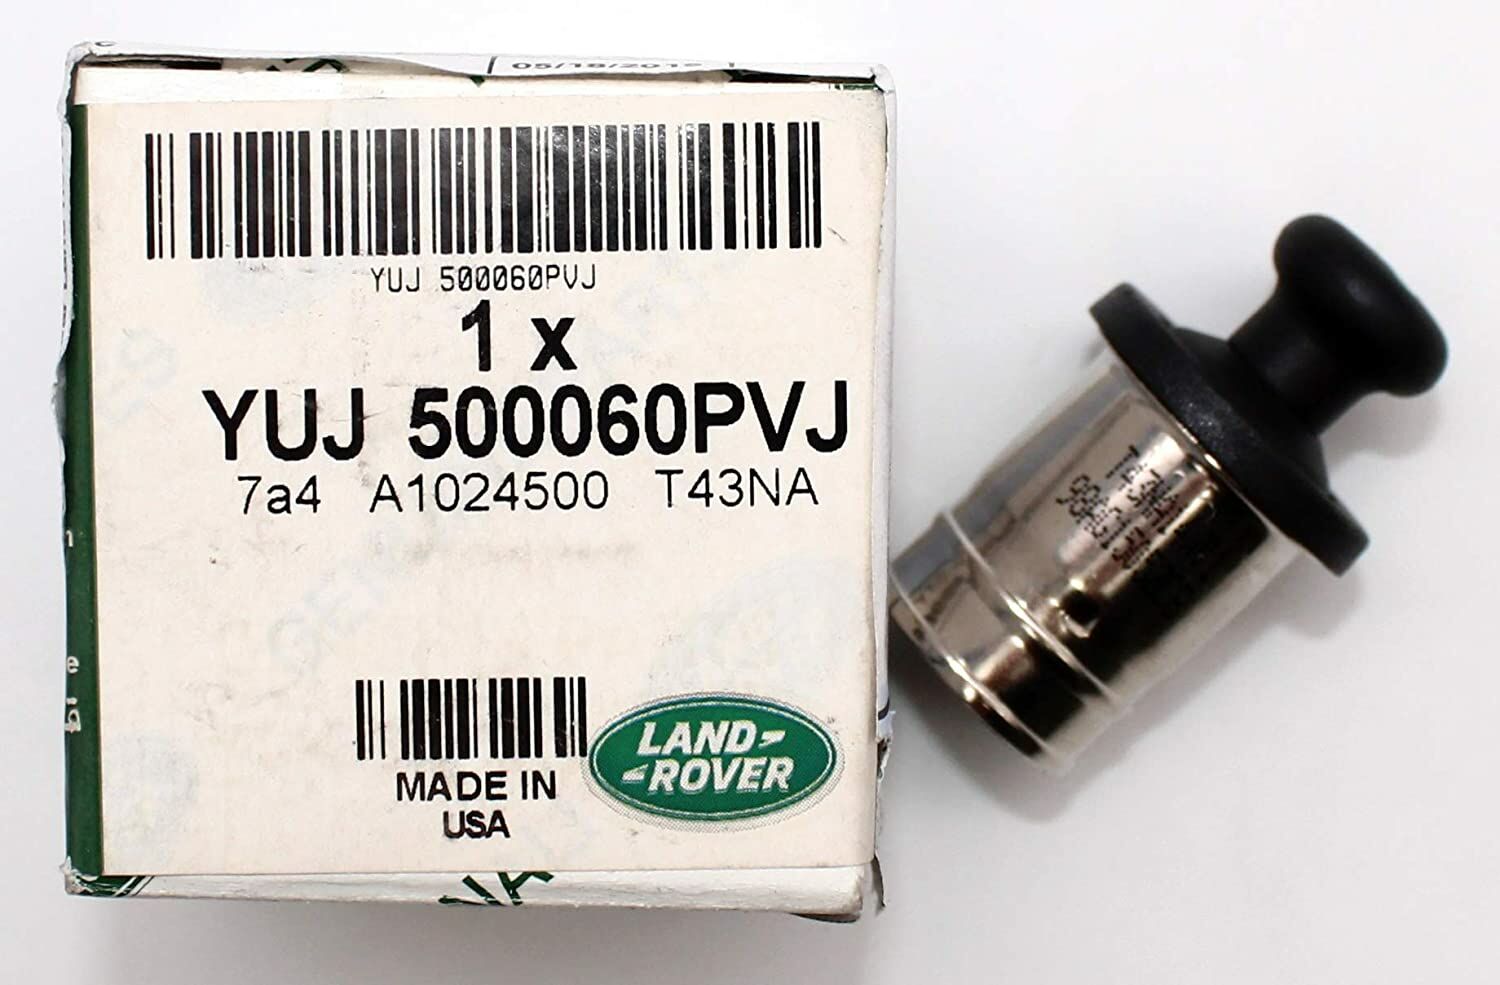 YUJ 500060PVJ
1 x
YUJ 500060PVJ
7a4 A1024500 T43NA
MADE IN
USA
LAND-
-ROVER